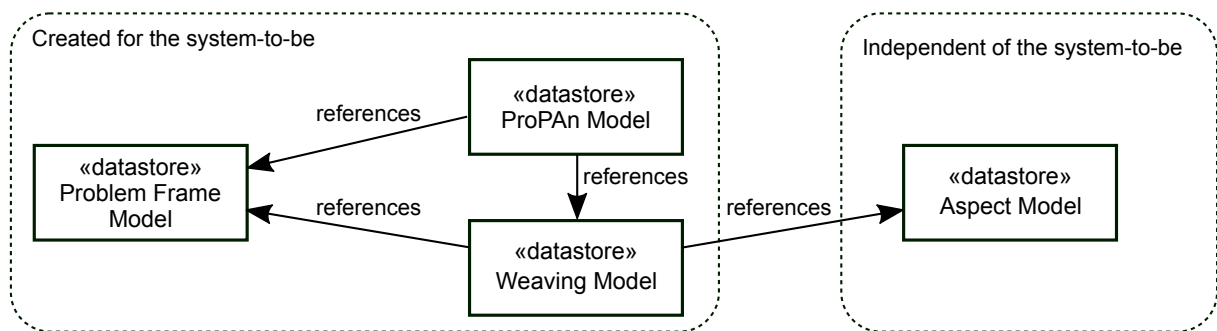 Created for the system-to-be
Independent of the system-to-be
«datastore»
ProPAn Model
references
«datastore»
Problem Frame
Model
references
references
references
«datastore»
Weaving Model
«datastore»
Aspect Model